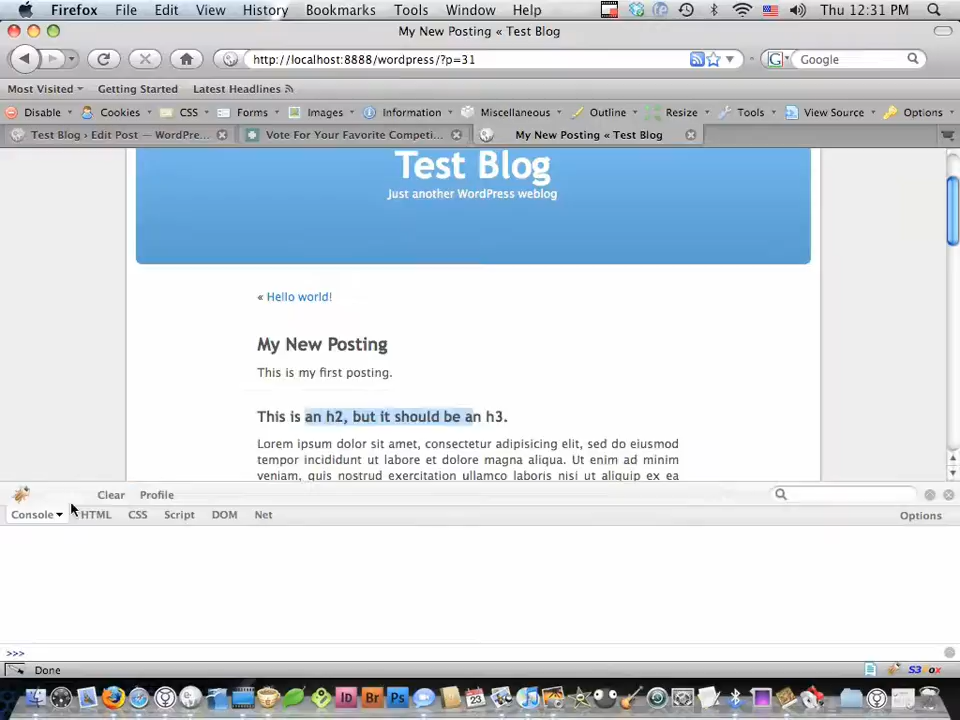 Firefox File Edit View History Bookmarks Tools Window Help Thu 12:31 PM
My New Posting « Test Blog
http://localhost:8888/wordpress/?p=31 G Google
Most Visited Getting Started Latest Headlines
Disable Cookies CSS Forms Images Information Miscellaneous Outline Resize Tools View Source Options
Test Blog › Edit Post — WordPre... Vote For Your Favorite Competi... My New Posting « Test Blog
Test Blog
Just another WordPress weblog
« Hello world!
My New Posting
This is my first posting.
This is an h2, but it should be an h3.
Lorem ipsum dolor sit amet, consectetur adipisicing elit, sed do eiusmod
tempor incididunt ut labore et dolore magna aliqua. Ut enim ad minim
veniam, quis nostrud exercitation ullamco laboris nisi ut aliquip ex ea
Clear Profile
Console HTML CSS Script DOM Net Options
>>>
Done S3Fox
23 ID Br Ps